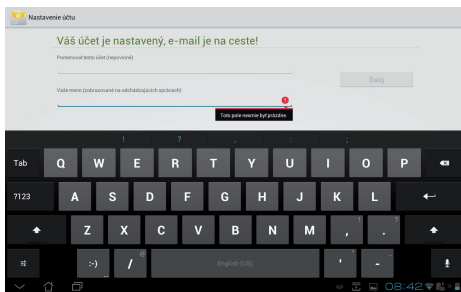 Nastavenie účtu
Váš účet je nastavený, e-mail je na ceste!
Pomenovať tento účet (nepovinné)
Ďalej
Vaše meno (zobrazované na odchádzajúcich správach)
Toto pole nesmie byť prázdne.
! ? , : ;
Tab Q W E R T Y U I O P
?123 A S D F G H J K L
Z X C V B N M , ! . ?
:-) / @ English (US) ' -
08:42